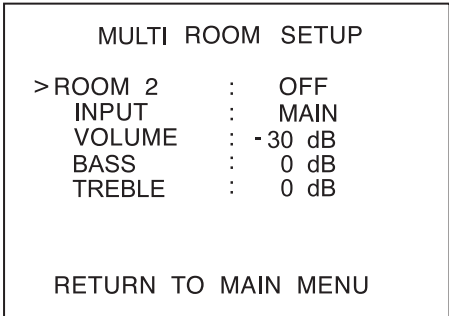 MULTI ROOM SETUP
>ROOM 2 : OFF
INPUT : MAIN
VOLUME : -30 dB
BASS : 0 dB
TREBLE : 0 dB
RETURN TO MAIN MENU